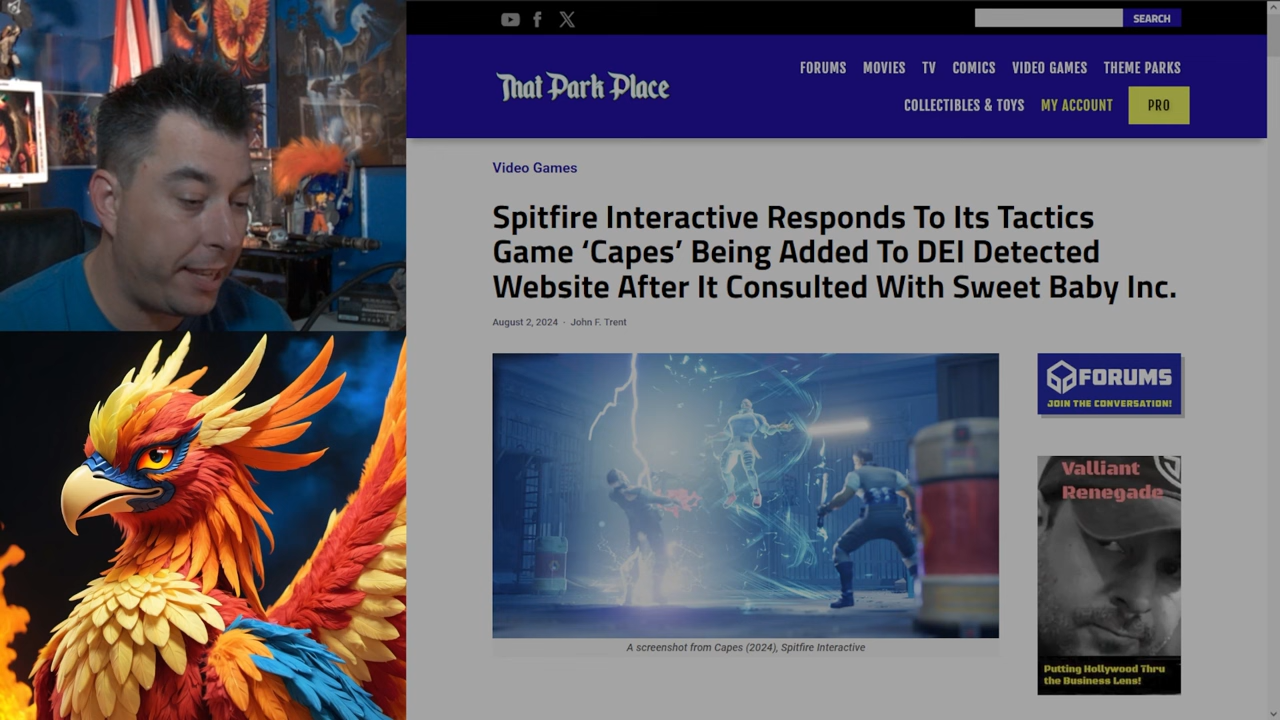 SEARCH
That Park Place
FORUMS MOVIES TV COMICS VIDEO GAMES THEME PARKS
COLLECTIBLES & TOYS MY ACCOUNT PRO
Video Games
Spitfire Interactive Responds To Its Tactics
Game ‘Capes’ Being Added To DEI Detected
Website After It Consulted With Sweet Baby Inc.
August 2, 2024 · John F. Trent
FORUMS
JOIN THE CONVERSATION!
Valliant
Renegade
Putting Hollywood Thru
the Business Lens!
A screenshot from Capes (2024), Spitfire Interactive